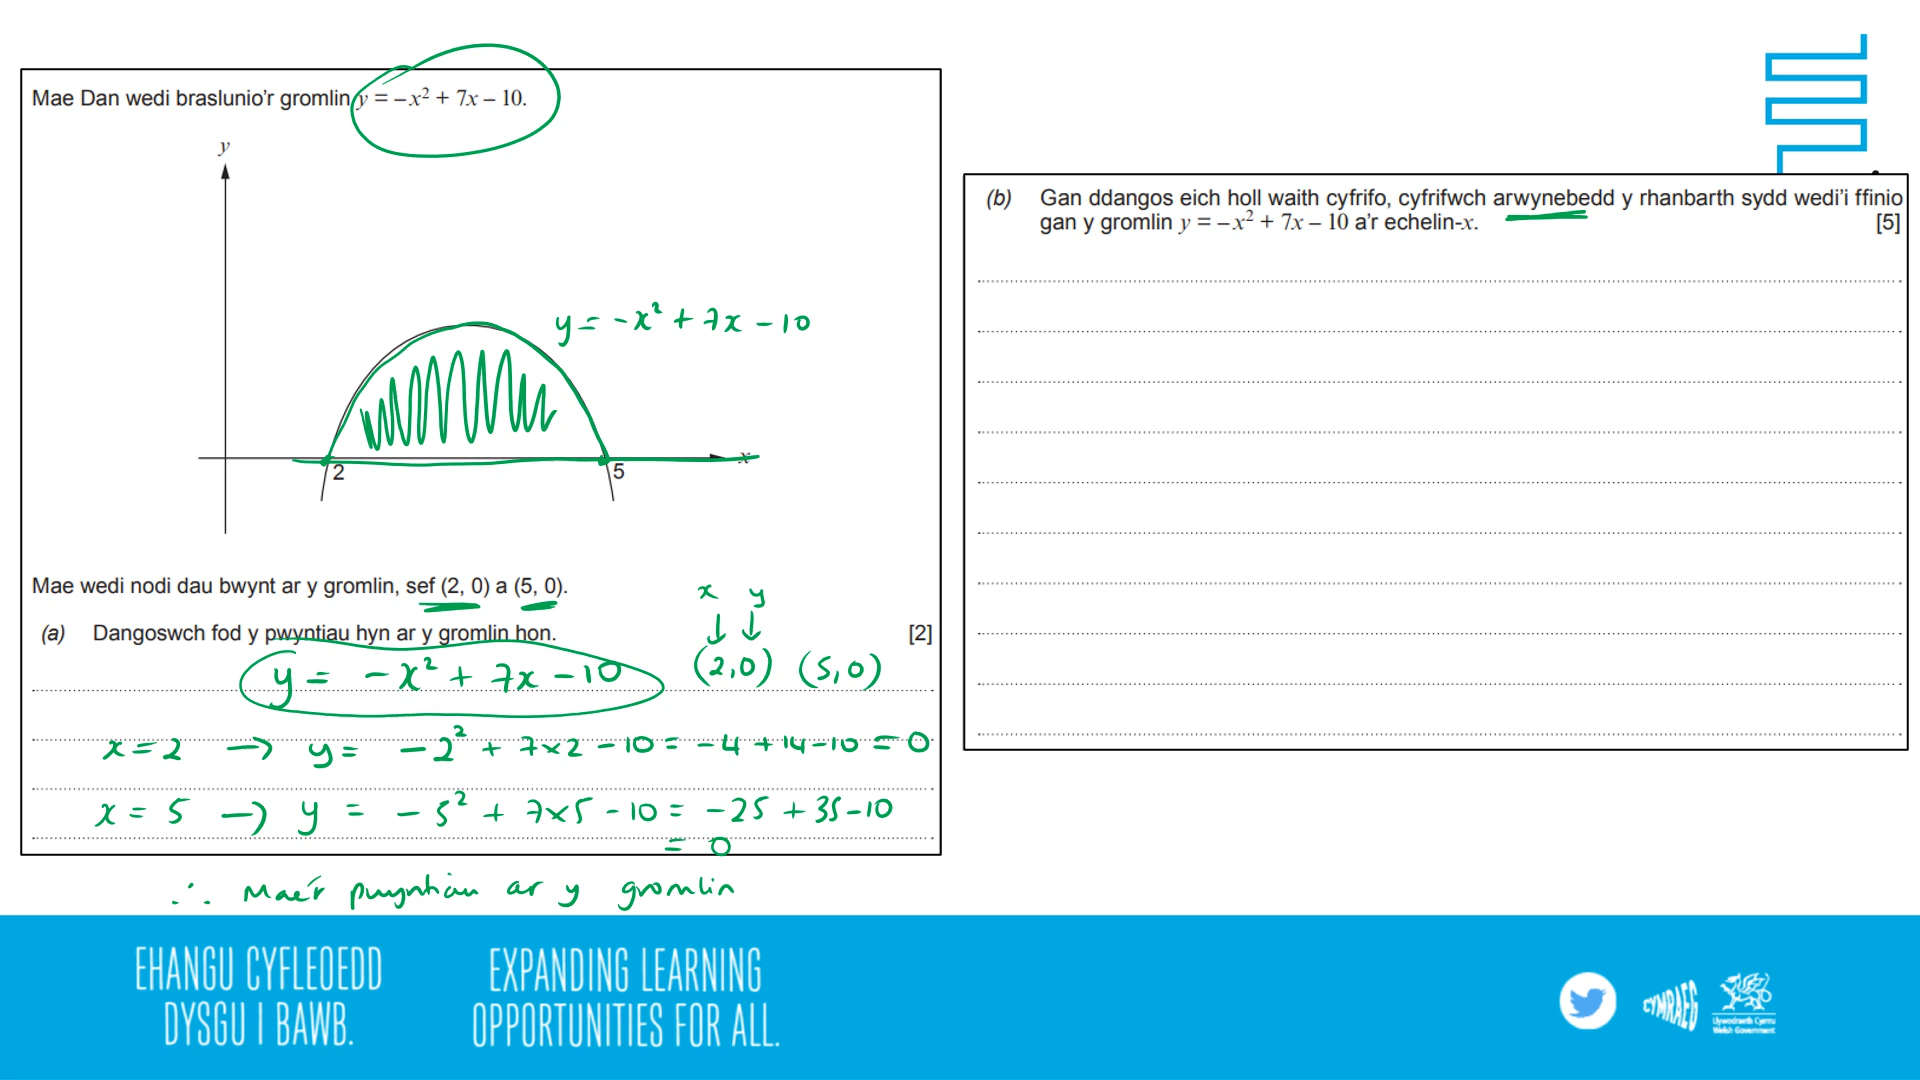 Mae Dan wedi braslunio'r gromlin y = –x² + 7x – 10.
y
y = -x² + 7x - 10
x
2
5
Mae wedi nodi dau bwynt ar y gromlin, sef (2, 0) a (5, 0).
x y
↓ ↓
(a) Dangoswch fod y pwyntiau hyn ar y gromlin hon. [2]
y = -x² + 7x - 10 (2,0) (5,0)
x = 2 → y = -2² + 7×2 - 10 = -4 + 14 - 10 = 0
x = 5 → y = -5² + 7×5 - 10 = -25 + 35 - 10
= 0
∴ Mae'r pwyntiau ar y gromlin
(b) Gan ddangos eich holl waith cyfrifo, cyfrifwch arwynebedd y rhanbarth sydd wedi'i ffinio
gan y gromlin y = –x² + 7x – 10 a'r echelin-x. [5]
EHANGU CYFLEOEDD
DYSGU I BAWB.
EXPANDING LEARNING
OPPORTUNITIES FOR ALL.
CYMRAEG
Llywodraeth Cymru
Welsh Government